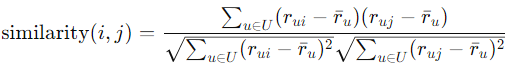 similarity(i, j) = \frac{\sum_{u \in U} (r_{ui} - \bar{r}_u)(r_{uj} - \bar{r}_u)}{\sqrt{\sum_{u \in U} (r_{ui} - \bar{r}_u)^2} \sqrt{\sum_{u \in U} (r_{uj} - \bar{r}_u)^2}}